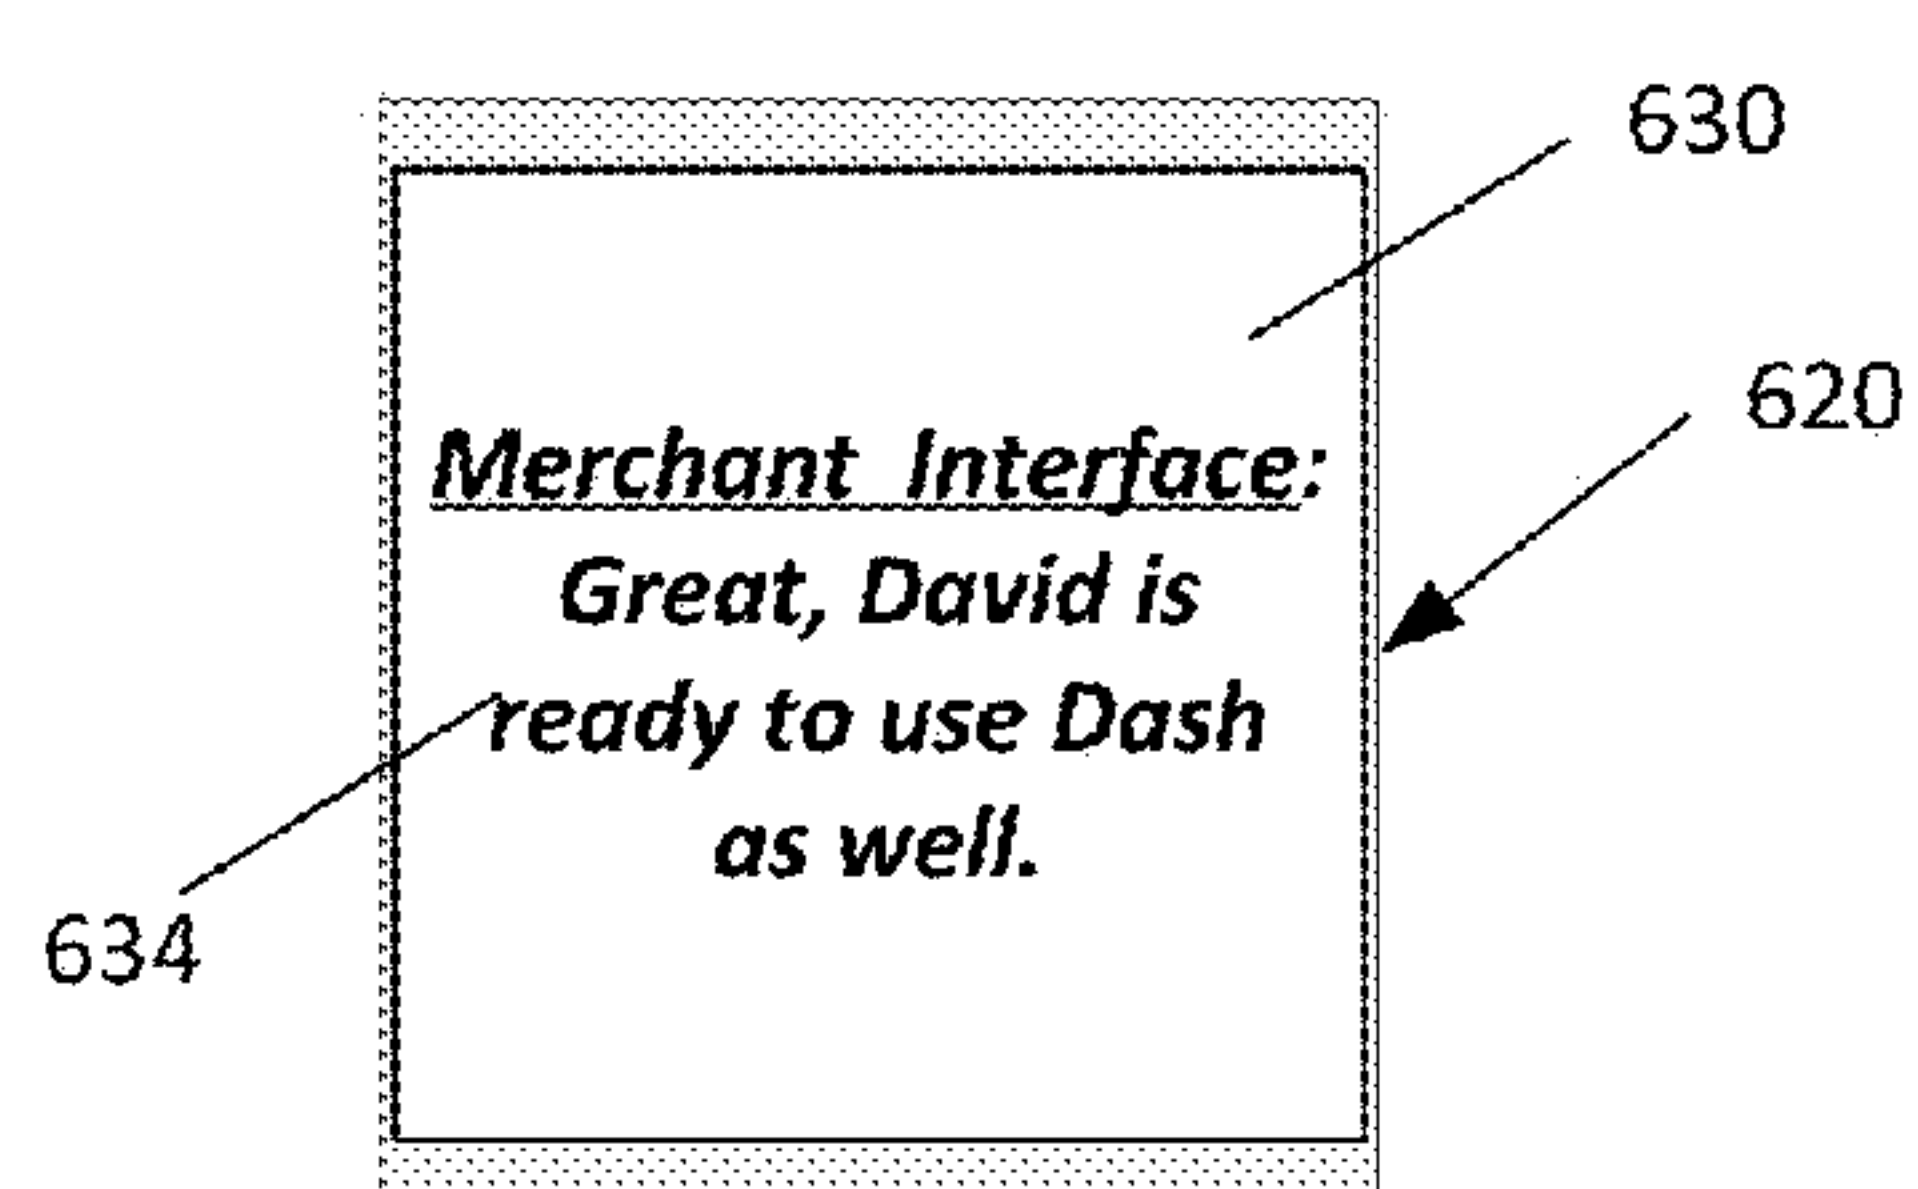 630
620
Merchant Interface:
Great, David is
ready to use Dash
as well.
634